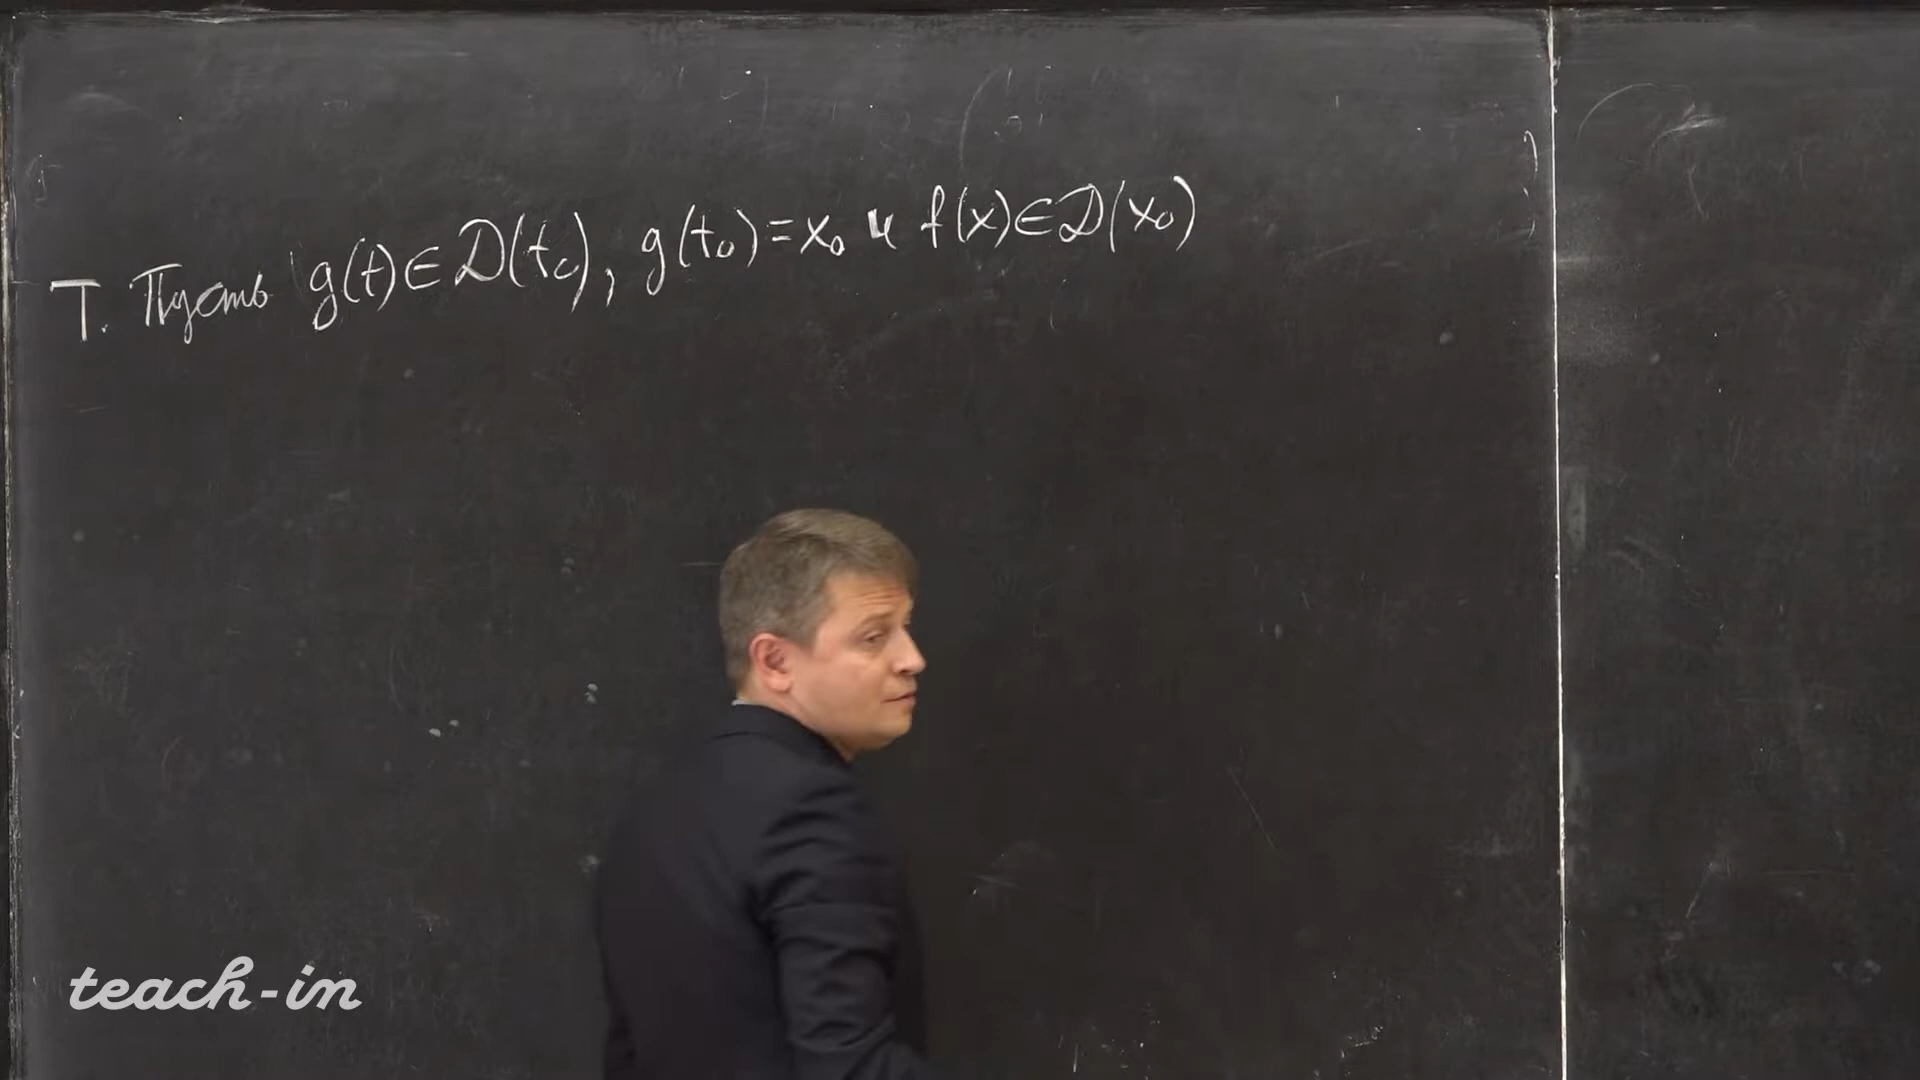 Т. Пусть g(t)∈D(t₀), g(t₀)=x₀ и f(x)∈D(x₀)
teach-in